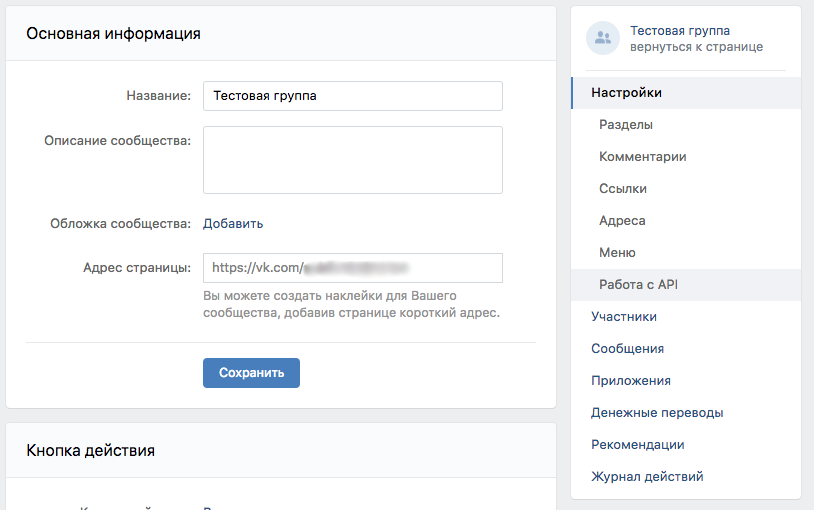 Основная информация
Название:
Тестовая группа
Описание сообщества:
Обложка сообщества:
Добавить
Адрес страницы:
https://vk.com/
Вы можете создать наклейки для Вашего
сообщества, добавив странице короткий адрес.
Сохранить
Кнопка действия
Тестовая группа
вернуться к странице
Настройки
Разделы
Комментарии
Ссылки
Адреса
Меню
Работа с API
Участники
Сообщения
Приложения
Денежные переводы
Рекомендации
Журнал действий